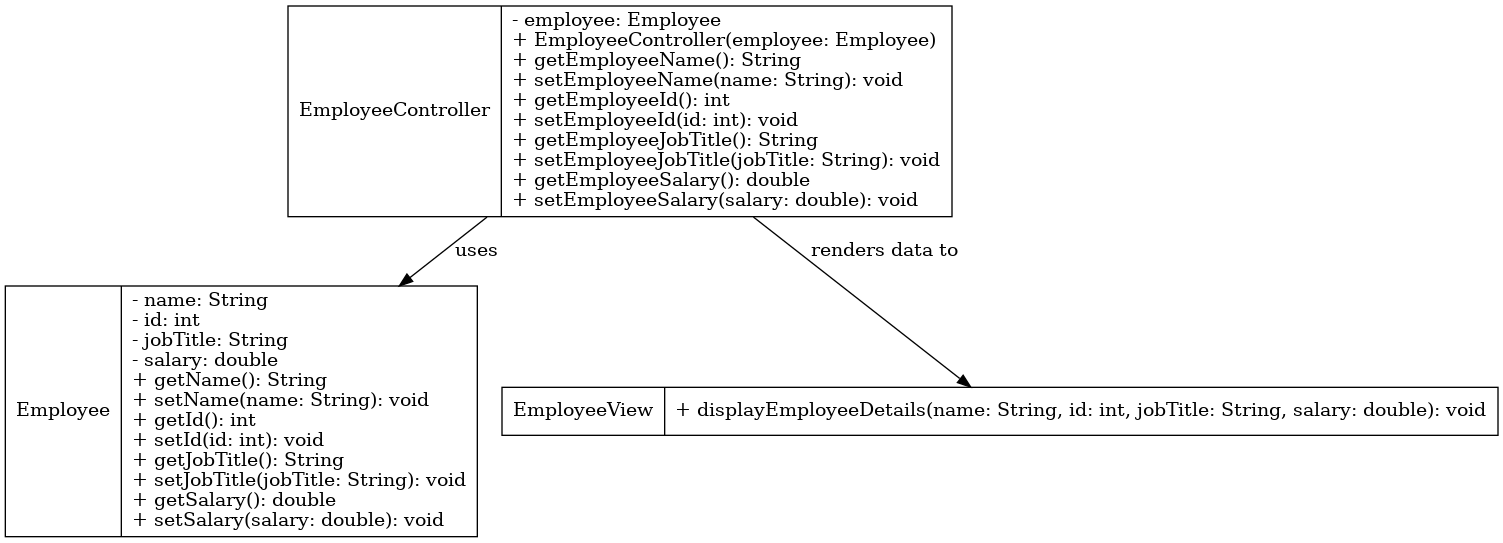 EmployeeController
- employee: Employee
+ EmployeeController(employee: Employee)
+ getEmployeeName(): String
+ setEmployeeName(name: String): void
+ getEmployeeId(): int
+ setEmployeeId(id: int): void
+ getEmployeeJobTitle(): String
+ setEmployeeJobTitle(jobTitle: String): void
+ getEmployeeSalary(): double
+ setEmployeeSalary(salary: double): void
uses
renders data to
Employee
- name: String
- id: int
- jobTitle: String
- salary: double
+ getName(): String
+ setName(name: String): void
+ getId(): int
+ setId(id: int): void
+ getJobTitle(): String
+ setJobTitle(jobTitle: String): void
+ getSalary(): double
+ setSalary(salary: double): void
EmployeeView
+ displayEmployeeDetails(name: String, id: int, jobTitle: String, salary: double): void